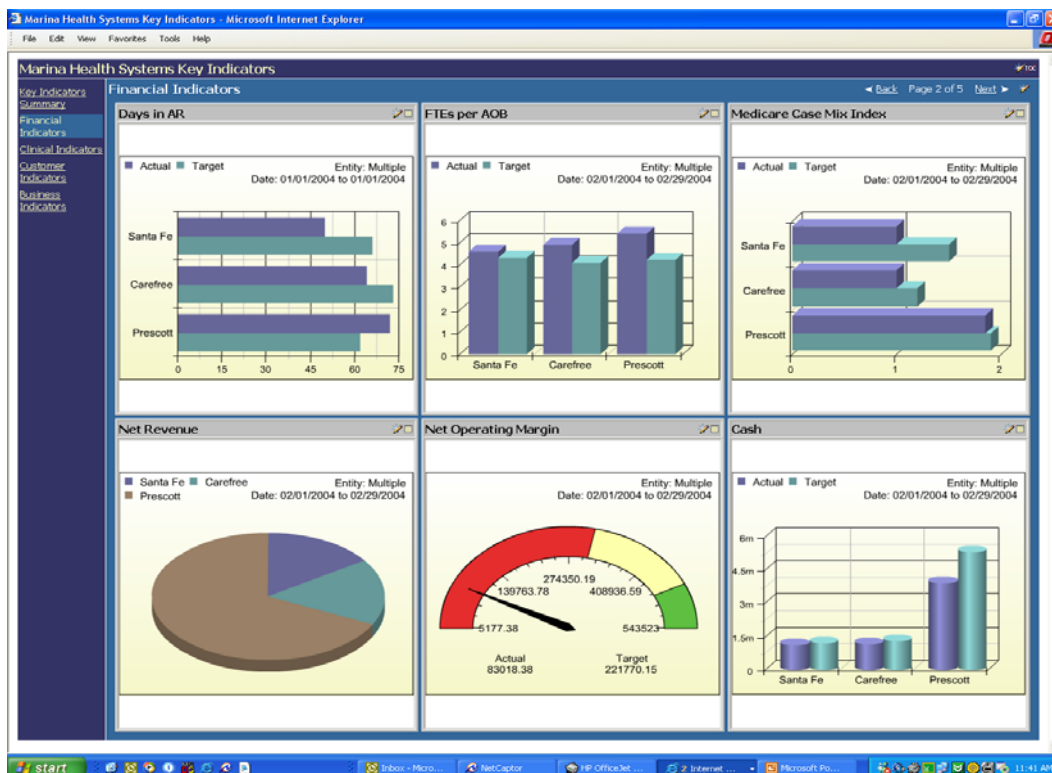 Marina Health Systems Key Indicators - Microsoft Internet Explorer
File Edit View Favorites Tools Help
Marina Health Systems Key Indicators
TOC
Key Indicators
Summary
Financial
Indicators
Clinical Indicators
Customer
Indicators
Business
Indicators
Financial Indicators
Back Page 2 of 5 Next
Days in AR
Actual Target Entity: Multiple
Date: 01/01/2004 to 01/01/2004
Santa Fe
Carefree
Prescott
0 15 30 45 60 75
FTEs per AOB
Actual Target Entity: Multiple
Date: 02/01/2004 to 02/29/2004
6
5
4
3
2
1
0
Santa Fe Carefree Prescott
Medicare Case Mix Index
Actual Target Entity: Multiple
Date: 02/01/2004 to 02/29/2004
Santa Fe
Carefree
Prescott
0 1 2
Net Revenue
Santa Fe Carefree Entity: Multiple
Prescott Date: 02/01/2004 to 02/29/2004
Net Operating Margin
Entity: Multiple
Date: 02/01/2004 to 02/29/2004
274350.19
139763.78 408936.59
5177.38 543523
Actual Target
83018.38 221770.15
Cash
Actual Target Entity: Multiple
Date: 02/01/2004 to 02/29/2004
6m
4.5m
3m
1.5m
0
Santa Fe Carefree Prescott
start Inbox - Micro... NetCaptor HP OfficeJet ... 2 Internet ... Microsoft Po... 11:41 AM